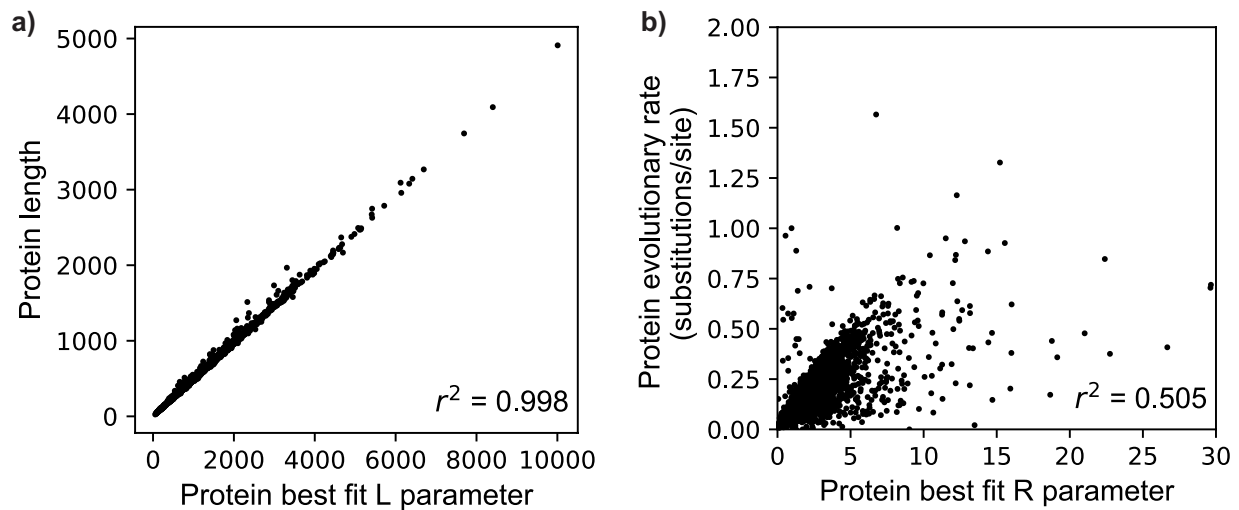 a)
Protein length
5000
4000
3000
2000
1000
0
0 2000 4000 6000 8000 10000
Protein best fit L parameter
r² = 0.998
b)
Protein evolutionary rate
(substitutions/site)
2.00
1.75
1.50
1.25
1.00
0.75
0.50
0.25
0.00
0 5 10 15 20 25 30
Protein best fit R parameter
r² = 0.505